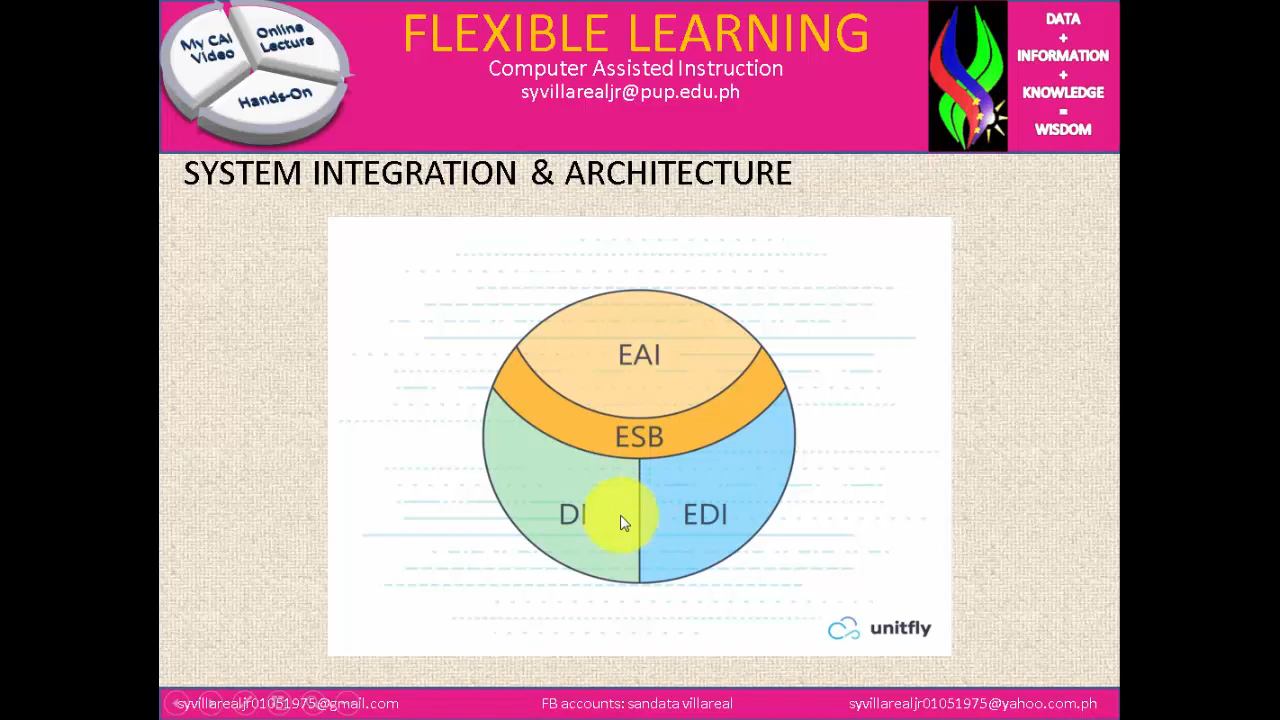 My CAI
Video
Online
Lecture
Hands-On
FLEXIBLE LEARNING
Computer Assisted Instruction
syvillarealjr@pup.edu.ph
DATA
+
INFORMATION
+
KNOWLEDGE
=
WISDOM
SYSTEM INTEGRATION & ARCHITECTURE
EAI
ESB
DI
EDI
unitfly
syvillarealjr01051975@gmail.com
FB accounts: sandata villareal
syvillarealjr01051975@yahoo.com.ph